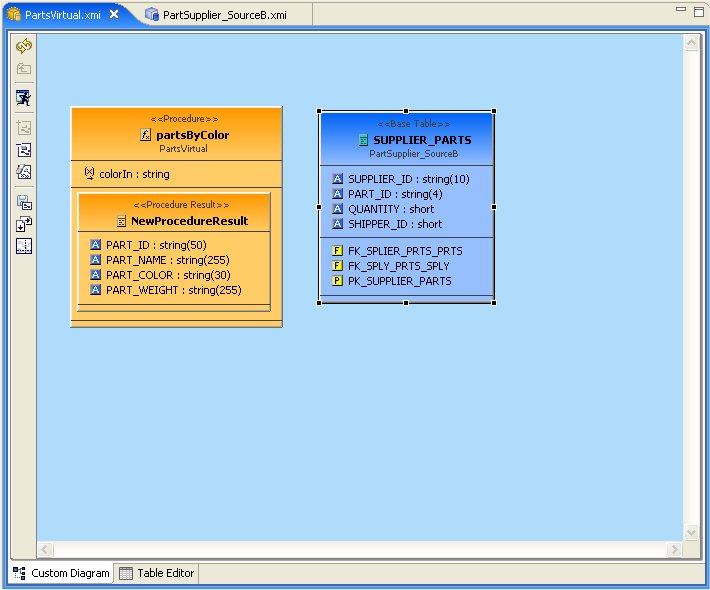 PartsVirtual.xmi
PartSupplier_SourceB.xmi
<<Procedure>>
partsByColor
PartsVirtual
colorIn : string
<<Procedure Result>>
NewProcedureResult
PART_ID : string(50)
PART_NAME : string(255)
PART_COLOR : string(30)
PART_WEIGHT : string(255)
<<Base Table>>
SUPPLIER_PARTS
PartSupplier_SourceB
SUPPLIER_ID : string(10)
PART_ID : string(4)
QUANTITY : short
SHIPPER_ID : short
FK_SPLIER_PRTS_PRTS
FK_SPLY_PRTS_SPLY
PK_SUPPLIER_PARTS
Custom Diagram
Table Editor